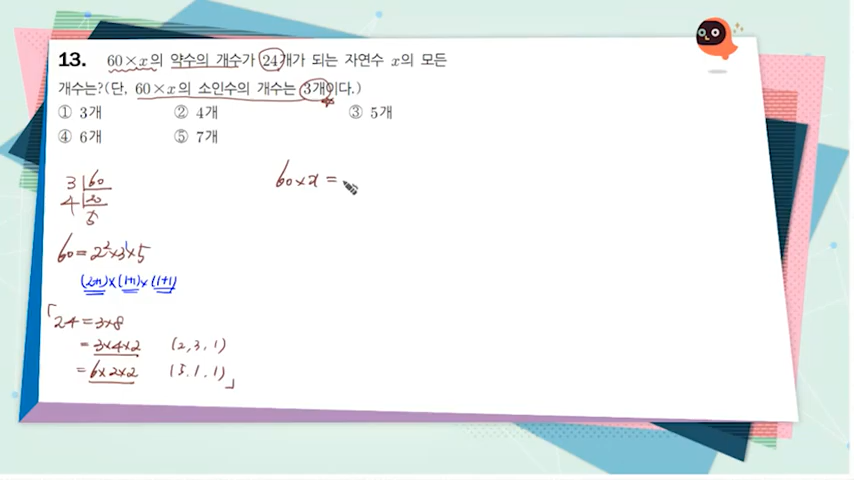 13. 60×x의 약수의 개수가 24개가 되는 자연수 x의 모든
개수는?(단, 60×x의 소인수의 개수는 3개이다.)
① 3개 ② 4개 ③ 5개
④ 6개 ⑤ 7개
3 60
4 20
5
60×x=
60=2²×3¹×5
(2+1)×(1+1)×(1+1)
「24=3×8
=3×4×2 (2,3,1)
=6×2×2 (5,1,1)」